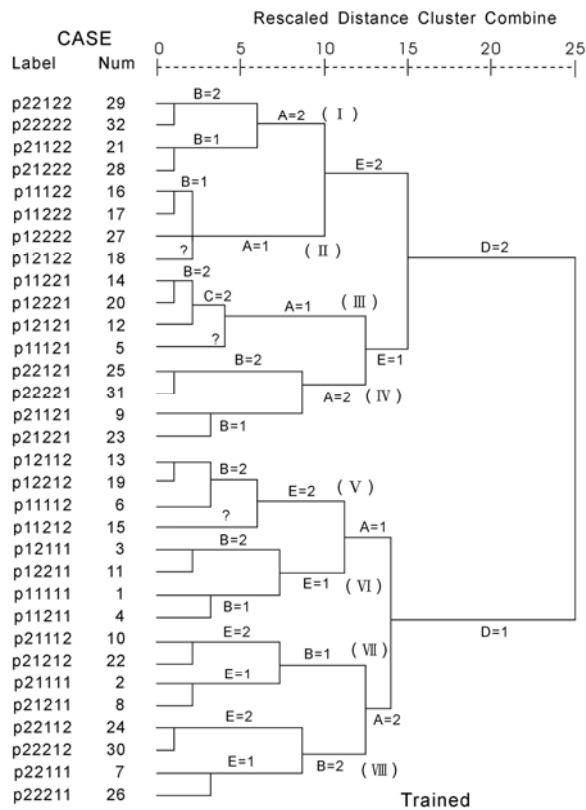 Rescaled Distance Cluster Combine
CASE
0 5 10 15 20 25
Label Num
p22122 29
p22222 32
p21122 21
p21222 28
p11122 16
p11222 17
p12222 27
p12122 18
p11221 14
p12221 20
p12121 12
p11121 5
p22121 25
p22221 31
p21121 9
p21221 23
p12112 13
p12212 19
p11112 6
p11212 15
p12111 3
p12211 11
p11111 1
p11211 4
p21112 10
p21212 22
p21111 2
p21211 8
p22112 24
p22212 30
p22111 7
p22211 26
B=2
A=2 (Ⅰ)
B=1
E=2
B=1
A=1 (Ⅱ)
?
D=2
B=2
C=2
A=1 (Ⅲ)
?
E=1
B=2
A=2 (Ⅳ)
B=1
B=2
E=2 (Ⅴ)
?
A=1
B=2
E=1 (Ⅵ)
B=1
D=1
E=2
B=1 (Ⅶ)
E=1
A=2
E=2
E=1
B=2 (Ⅷ)
Trained